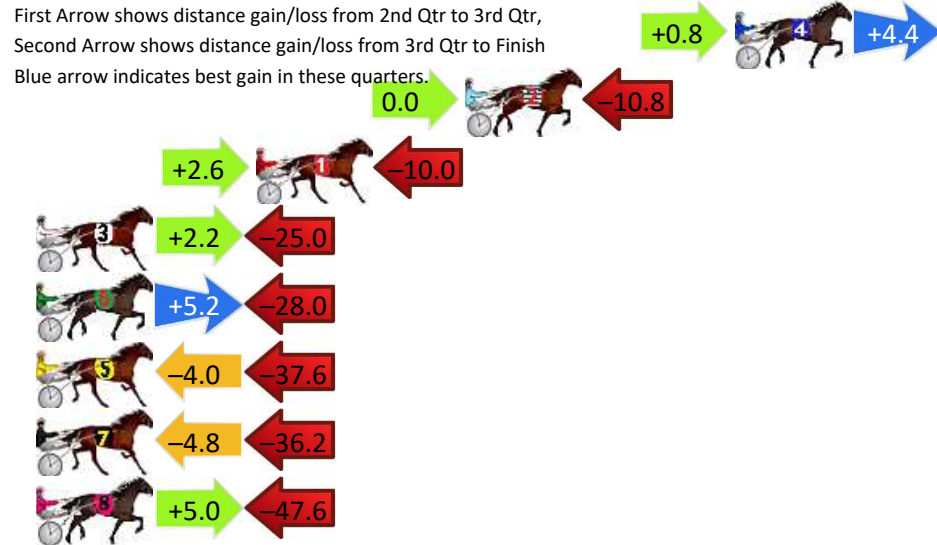 First Arrow shows distance gain/loss from 2nd Qtr to 3rd Qtr,
Second Arrow shows distance gain/loss from 3rd Qtr to Finish
Blue arrow indicates best gain in these quarters.
+0.8 4 +4.4
0.0 2 –10.8
+2.6 1 –10.0
3 +2.2 –25.0
6 +5.2 –28.0
5 –4.0 –37.6
7 –4.8 –36.2
8 +5.0 –47.6